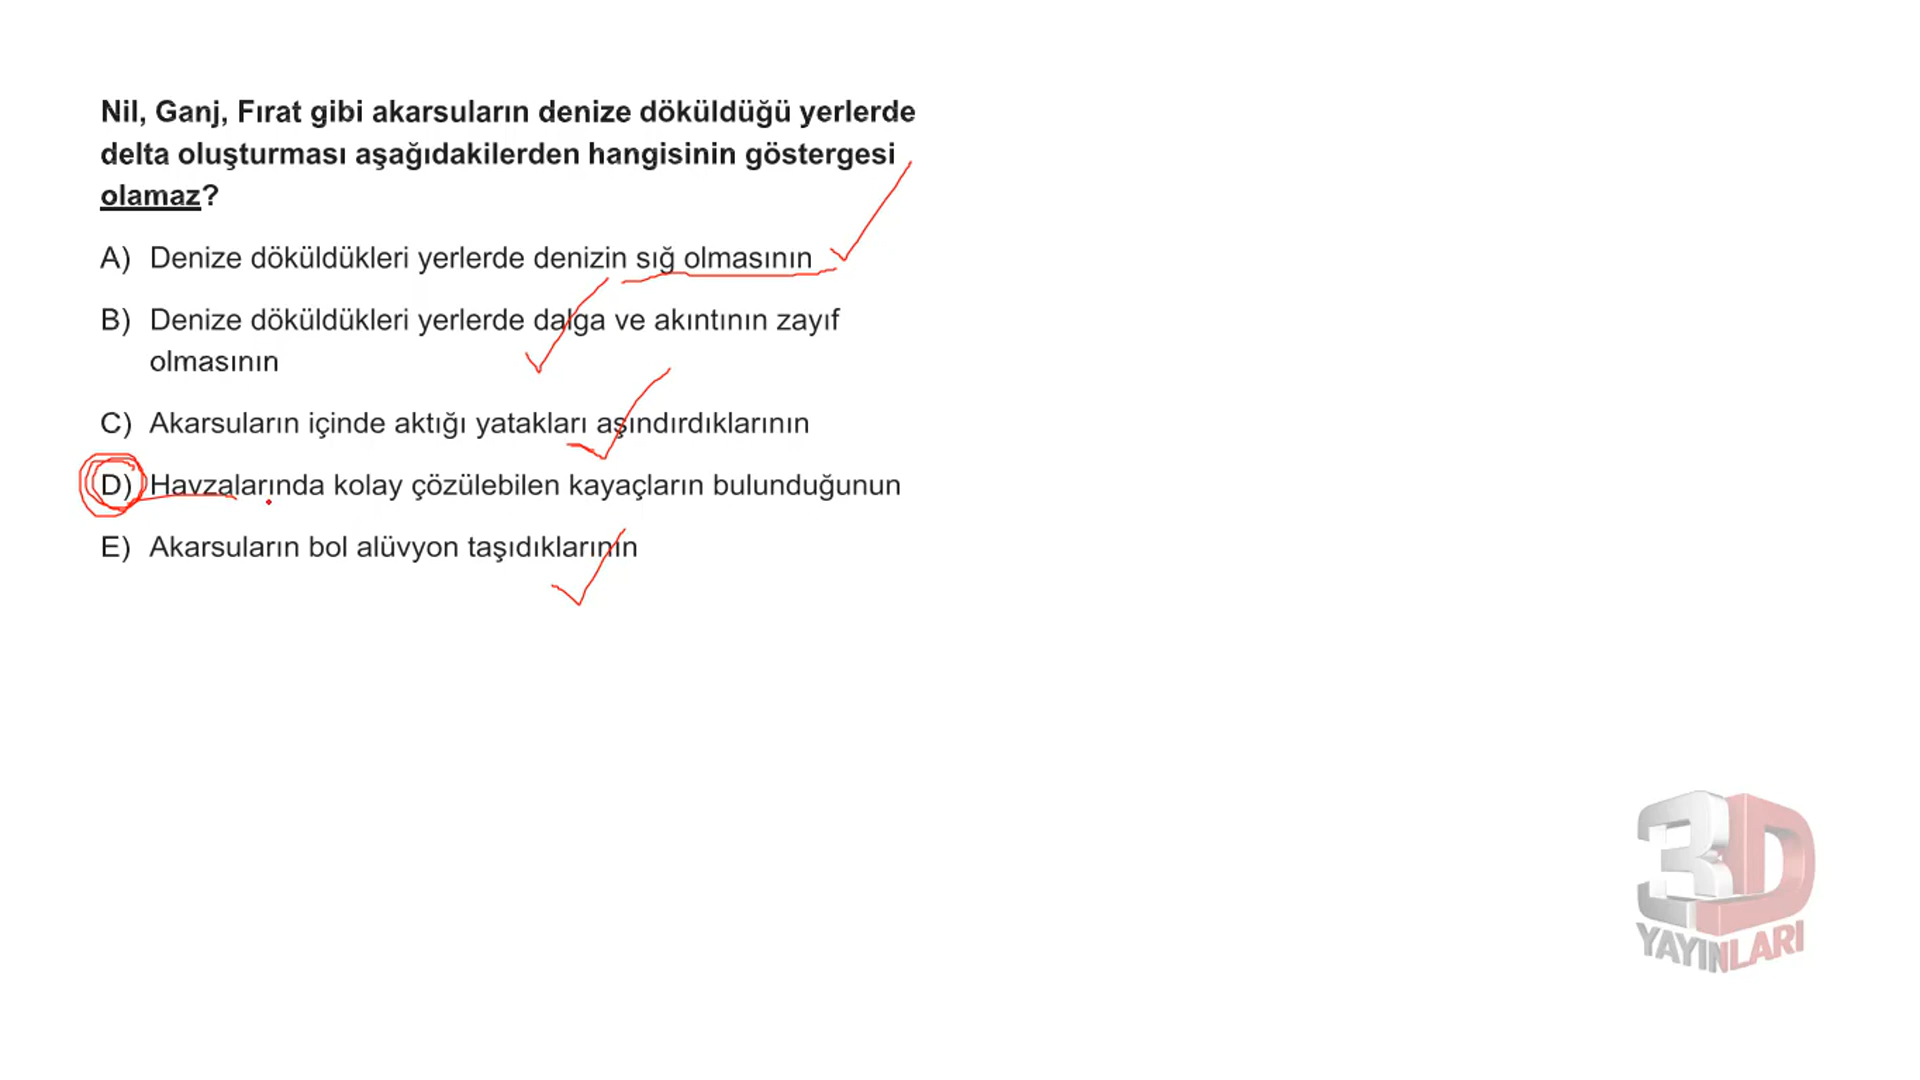 Nil, Ganj, Fırat gibi akarsuların denize döküldüğü yerlerde
delta oluşturması aşağıdakilerden hangisinin göstergesi
olamaz?
A) Denize döküldükleri yerlerde denizin sığ olmasının
B) Denize döküldükleri yerlerde dalga ve akıntının zayıf
olmasının
C) Akarsuların içinde aktığı yatakları aşındırdıklarının
D) Havzalarında kolay çözülebilen kayaçların bulunduğunun
E) Akarsuların bol alüvyon taşıdıklarının
3D
YAYINLARI